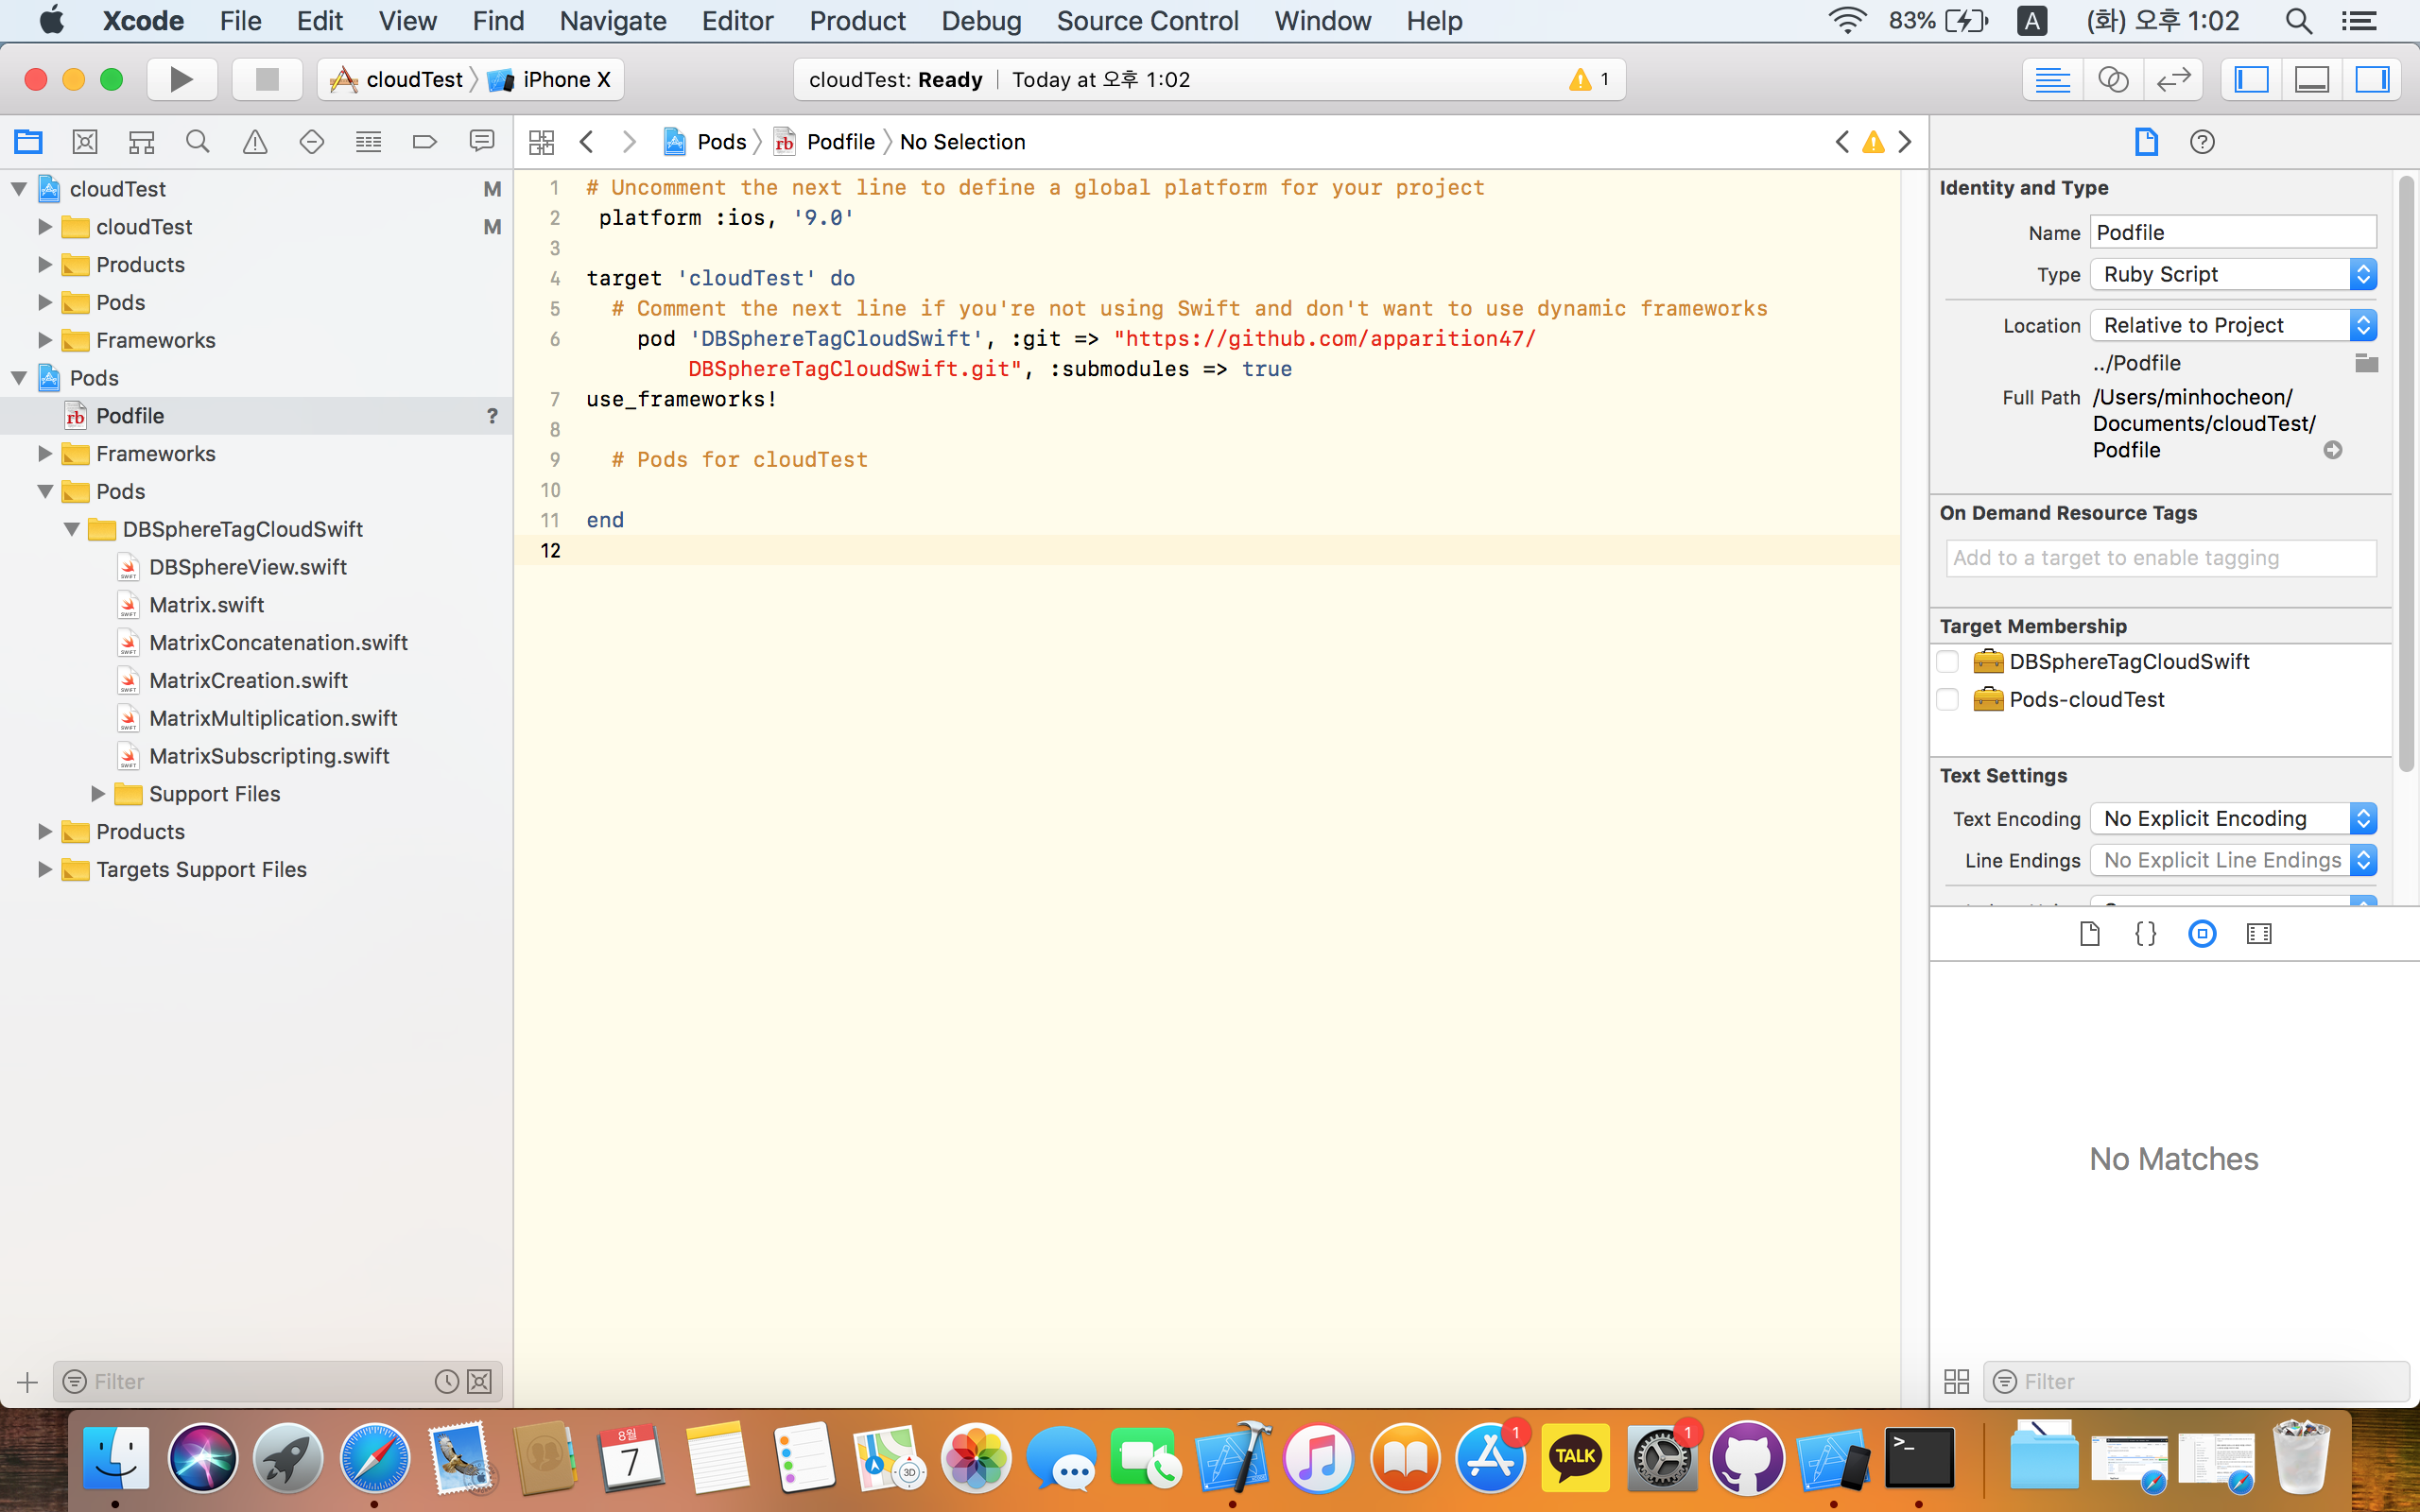 Xcode File Edit View Find Navigate Editor Product Debug Source Control Window Help 83% A (화) 오후 1:02
cloudTest iPhone X cloudTest: Ready Today at 오후 1:02 1
Pods Podfile No Selection
cloudTest M
cloudTest M
Products
Pods
Frameworks
Pods
Podfile ?
Frameworks
Pods
DBSphereTagCloudSwift
DBSphereView.swift
Matrix.swift
MatrixConcatenation.swift
MatrixCreation.swift
MatrixMultiplication.swift
MatrixSubscripting.swift
Support Files
Products
Targets Support Files
Filter
1 # Uncomment the next line to define a global platform for your project
2 platform :ios, '9.0'
3
4 target 'cloudTest' do
5 # Comment the next line if you're not using Swift and don't want to use dynamic frameworks
6 pod 'DBSphereTagCloudSwift', :git => "https://github.com/apparition47/
DBSphereTagCloudSwift.git", :submodules => true
7 use_frameworks!
8
9 # Pods for cloudTest
10
11 end
12
Identity and Type
Name Podfile
Type Ruby Script
Location Relative to Project
../Podfile
Full Path /Users/minhocheon/
Documents/cloudTest/
Podfile
On Demand Resource Tags
Add to a target to enable tagging
Target Membership
DBSphereTagCloudSwift
Pods-cloudTest
Text Settings
Text Encoding No Explicit Encoding
Line Endings No Explicit Line Endings
No Matches
Filter
8월
7
3D
1
TALK
1